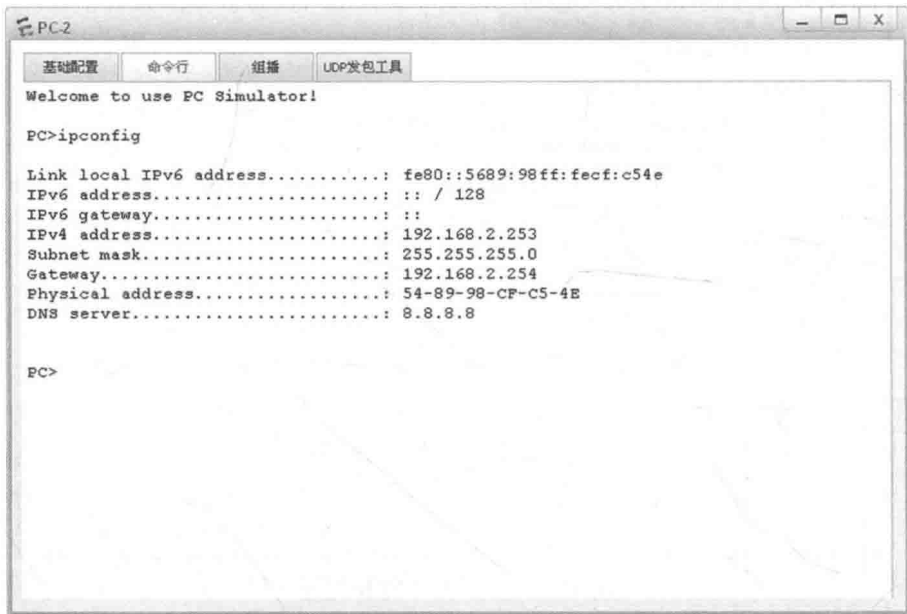 PC-2
基础配置 命令行 组播 UDP发包工具
Welcome to use PC Simulator!
PC>ipconfig
Link local IPv6 address...........: fe80::5689:98ff:fecf:c54e
IPv6 address......................: :: / 128
IPv6 gateway......................: ::
IPv4 address......................: 192.168.2.253
Subnet mask.......................: 255.255.255.0
Gateway...........................: 192.168.2.254
Physical address..................: 54-89-98-CF-C5-4E
DNS server........................: 8.8.8.8
PC>